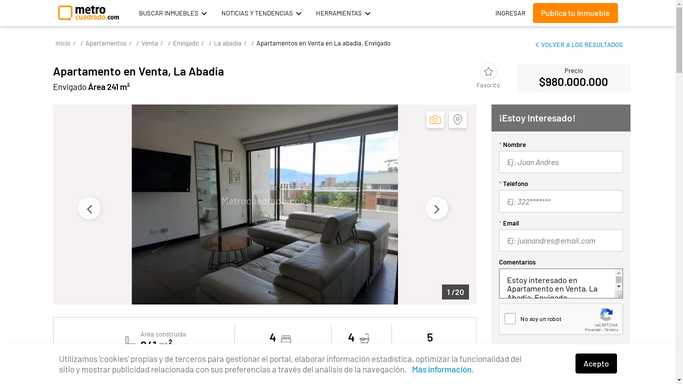 metro
cuadrado.com
BUSCAR INMUEBLES
NOTICIAS Y TENDENCIAS
HERRAMIENTAS
INGRESAR
Publica tu Inmueble
Inicio / / Apartamentos / / Venta / / Envigado / / La abadia / / Apartamentos en Venta en La abadia, Envigado
VOLVER A LOS RESULTADOS
Apartamento en Venta, La Abadia
Envigado Área 241 m²
Favorito
Precio
$980.000.000
Metrocuadrado.com
1 / 20
¡Estoy Interesado!
* Nombre
Ej: Juan Andres
* Teléfono
Ej: 322*******
* Email
Ej: juanandres@email.com
Comentarios
Estoy interesado en
Apartamento en Venta, La
Abadia, Envigado
No soy un robot
reCAPTCHA
Privacidad - Términos
Área construida
241 m²
4
4
5
Utilizamos 'cookies' propias y de terceros para gestionar el portal, elaborar información estadística, optimizar la funcionalidad del
sitio y mostrar publicidad relacionada con sus preferencias a través del análisis de la navegación. Más información.
Acepto